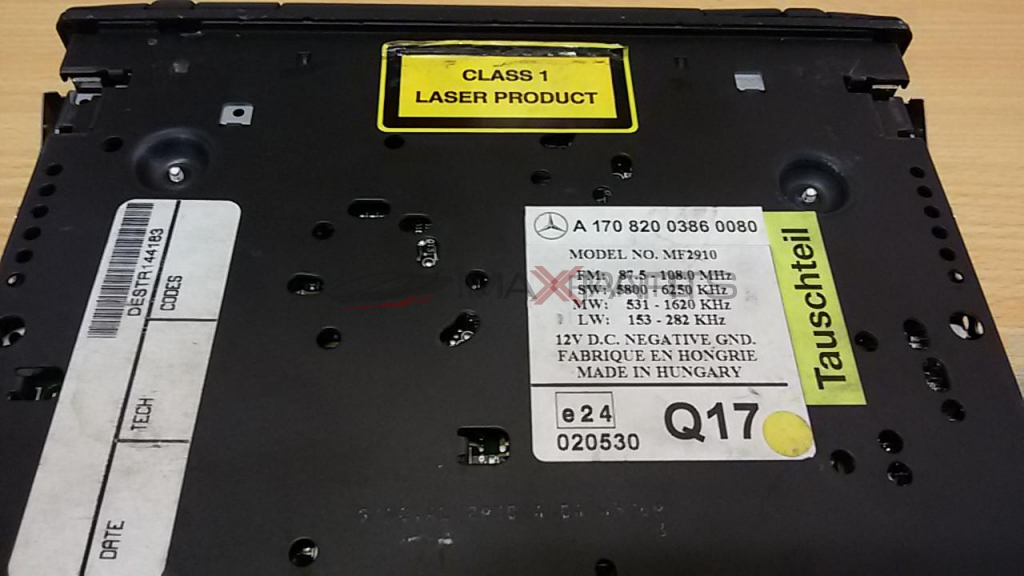 CLASS 1
LASER PRODUCT
A 170 820 0386 0080
MODEL NO. MF2910
FM: 87.5 - 108.0 MHz
SW: 5800 - 6250 KHz
MW: 531 - 1620 KHz
LW: 153 - 282 KHz
12V D.C. NEGATIVE GND.
FABRIQUE EN HONGRIE
MADE IN HUNGARY
e24
020530
Q17
Tauschteil
DESTR144183
CODES
TECH
DATE